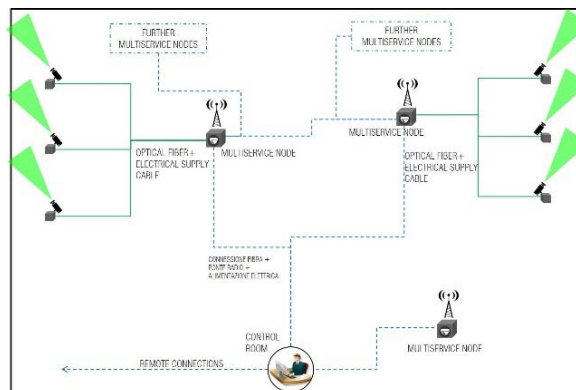 FURTHER
MULTISERVICE NODES
FURTHER
MULTISERVICE NODES
MULTISERVICE NODE
OPTICAL FIBER +
ELECTRICAL SUPPLY
CABLE
MULTISERVICE NODE
OPTICAL FIBER+
ELECTRICAL SUPPLY
CABLE
CONNESSIONE FIBRA +
PONTE RADIO +
ALIMENTAZIONE ELETTRICA
CONTROL
ROOM
MULTISERVICE NODE
REMOTE CONNECTIONS